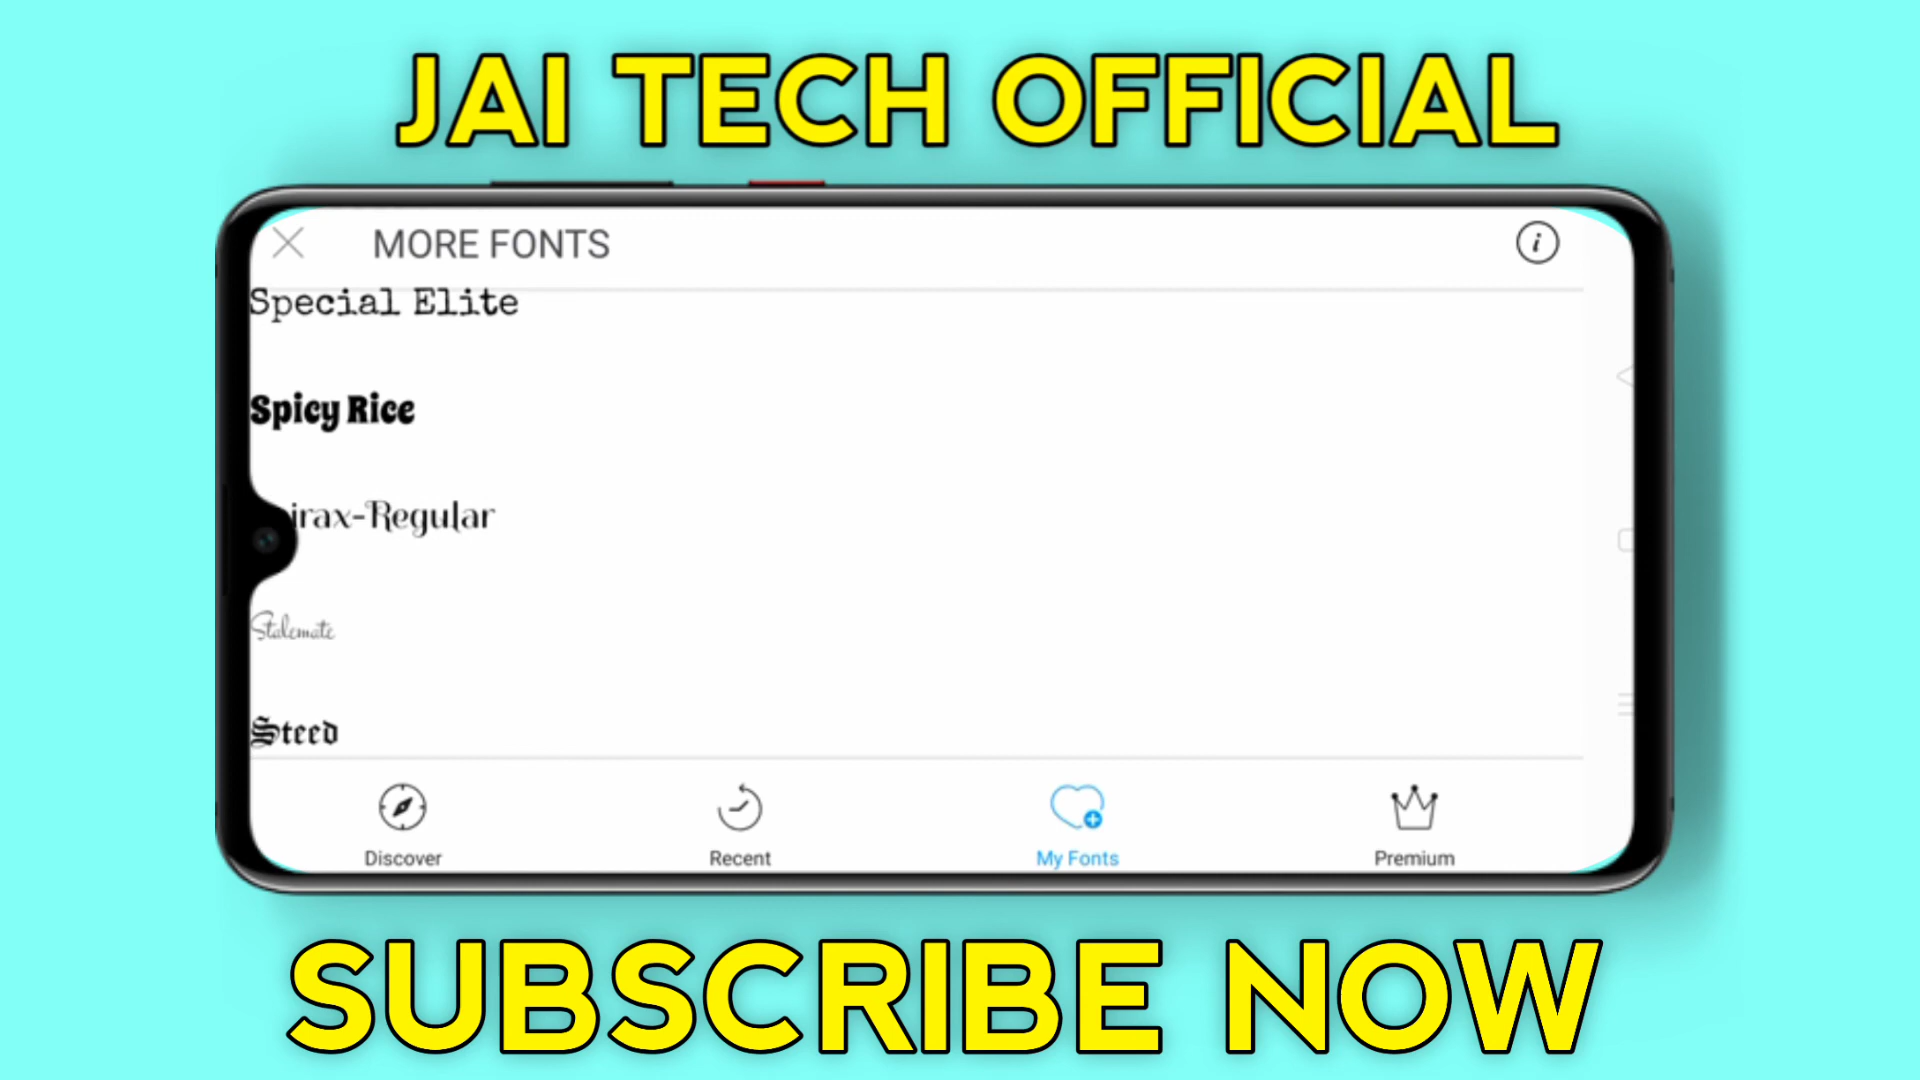 JAI TECH OFFICIAL
MORE FONTS
Special Elite
Spicy Rice
irax-Regular
Stalemate
Steed
Discover
Recent
My Fonts
Premium
SUBSCRIBE NOW